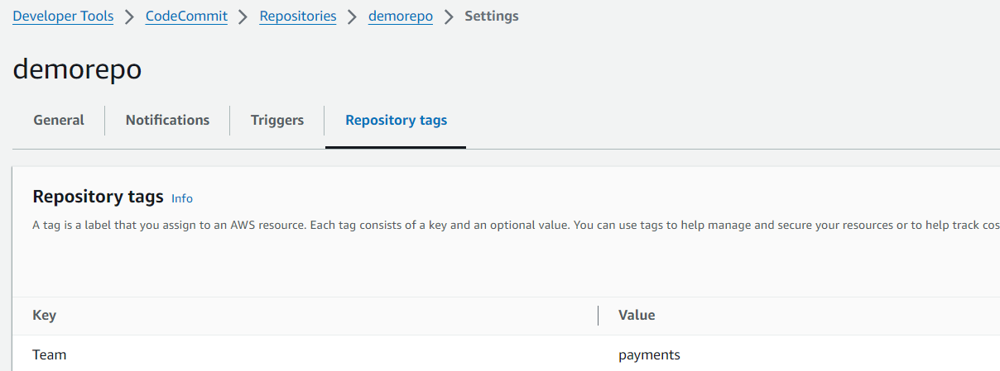 Developer Tools > CodeCommit > Repositories > demorepo > Settings
demorepo
General Notifications Triggers Repository tags
Repository tags Info
A tag is a label that you assign to an AWS resource. Each tag consists of a key and an optional value. You can use tags to help manage and secure your resources or to help track
Key Value
Team payments